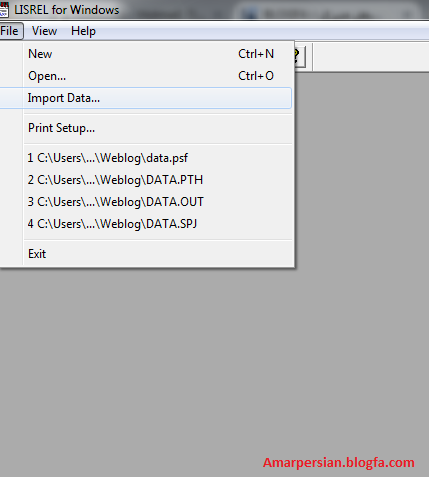 LISREL for Windows
File View Help
New Ctrl+N
Open... Ctrl+O
Import Data...
Print Setup...
1 C:\Users\...\Weblog\data.psf
2 C:\Users\...\Weblog\DATA.PTH
3 C:\Users\...\Weblog\DATA.OUT
4 C:\Users\...\Weblog\DATA.SPJ
Exit
Amarpersian.blogfa.com